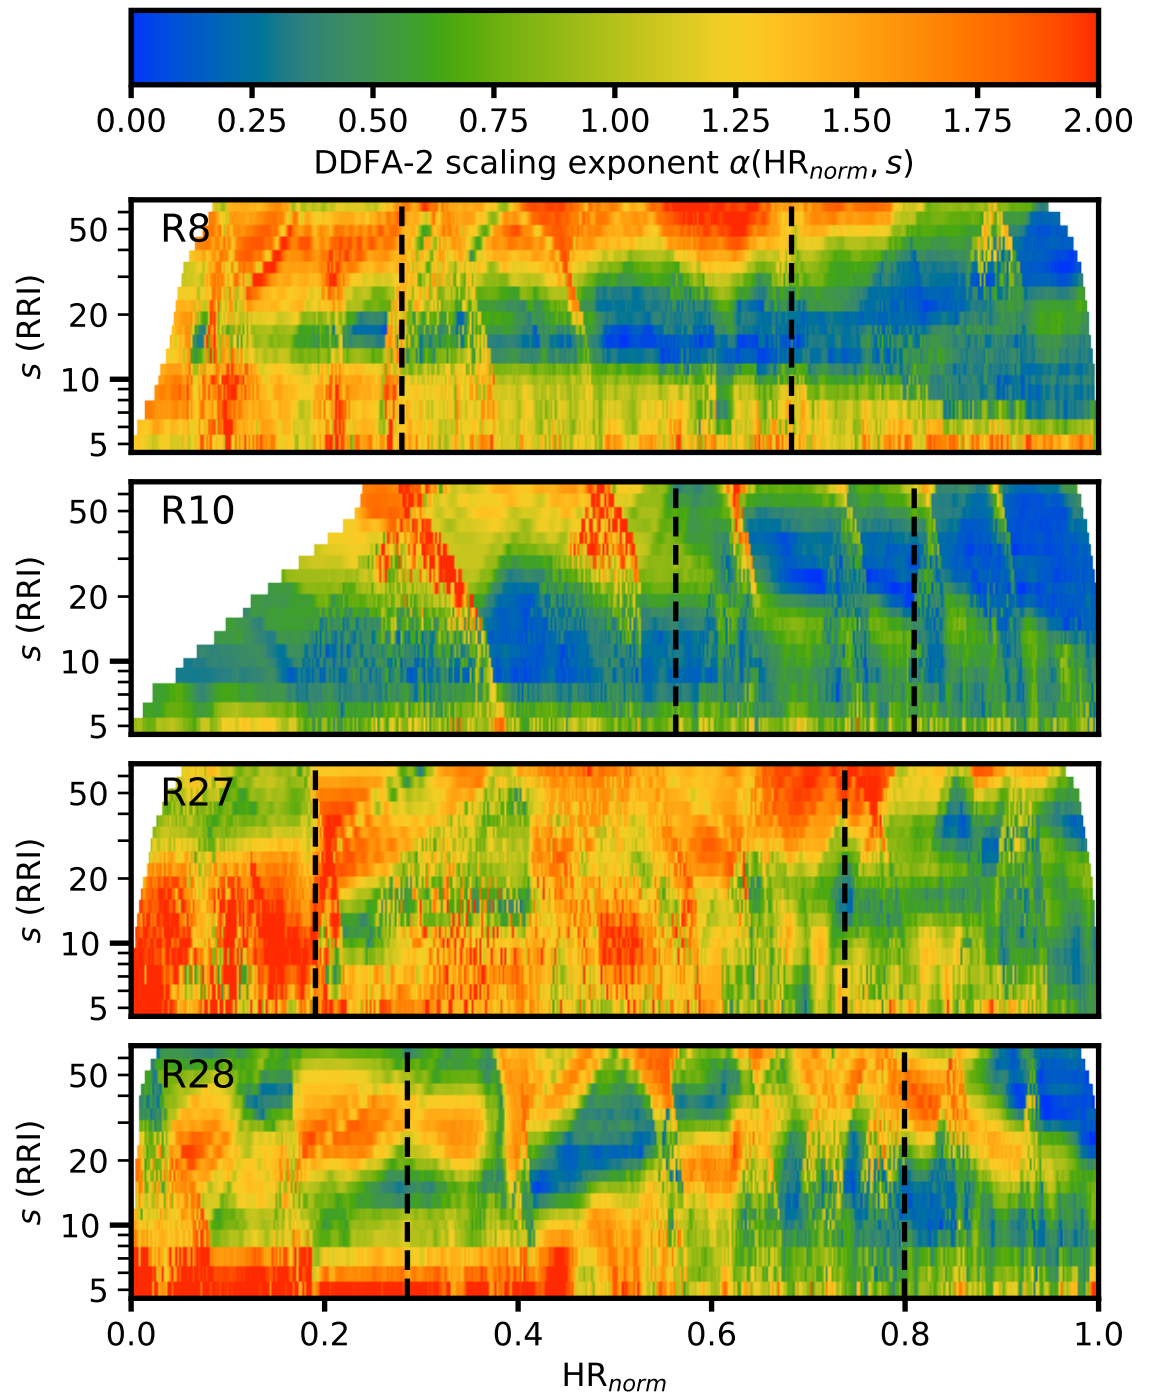 0.00 0.25 0.50 0.75 1.00 1.25 1.50 1.75 2.00
DDFA-2 scaling exponent α(HRnorm, s)
R8
50
20
10
5
s (RRI)
R10
50
20
10
5
s (RRI)
R27
50
20
10
5
s (RRI)
R28
50
20
10
5
s (RRI)
0.0 0.2 0.4 0.6 0.8 1.0
HRnorm